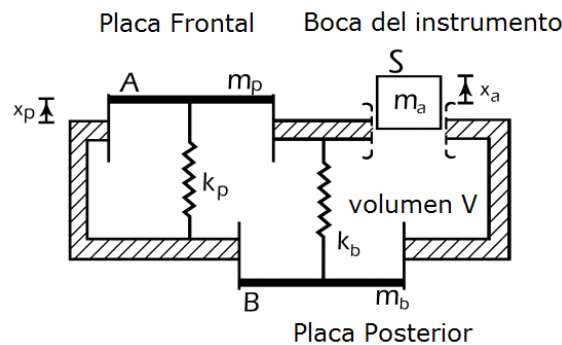 Placa Frontal
Boca del instrumento
A
m_p
S
m_a
x_p
x_a
k_p
volumen V
k_b
B
m_b
Placa Posterior